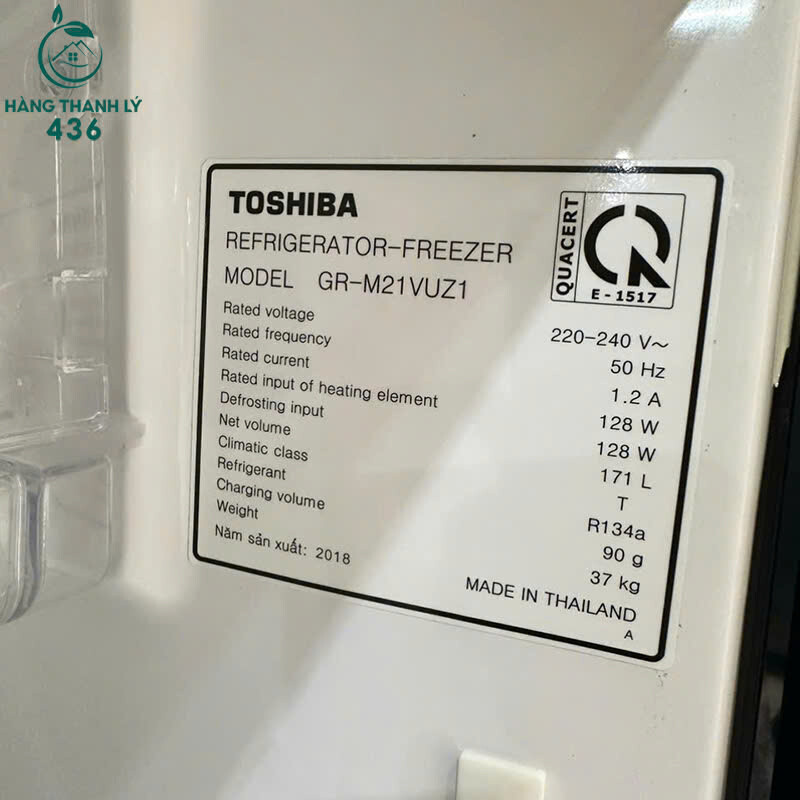 HÀNG THANH LÝ
436
TOSHIBA
REFRIGERATOR-FREEZER
MODEL GR-M21VUZ1
QUACERT
E - 1517
Rated voltage 220-240 V~
Rated frequency 50 Hz
Rated current 1.2 A
Rated input of heating element 128 W
Defrosting input 128 W
Net volume 171 L
Climatic class T
Refrigerant R134a
Charging volume 90 g
Weight 37 kg
Năm sản xuất: 2018
MADE IN THAILAND
A